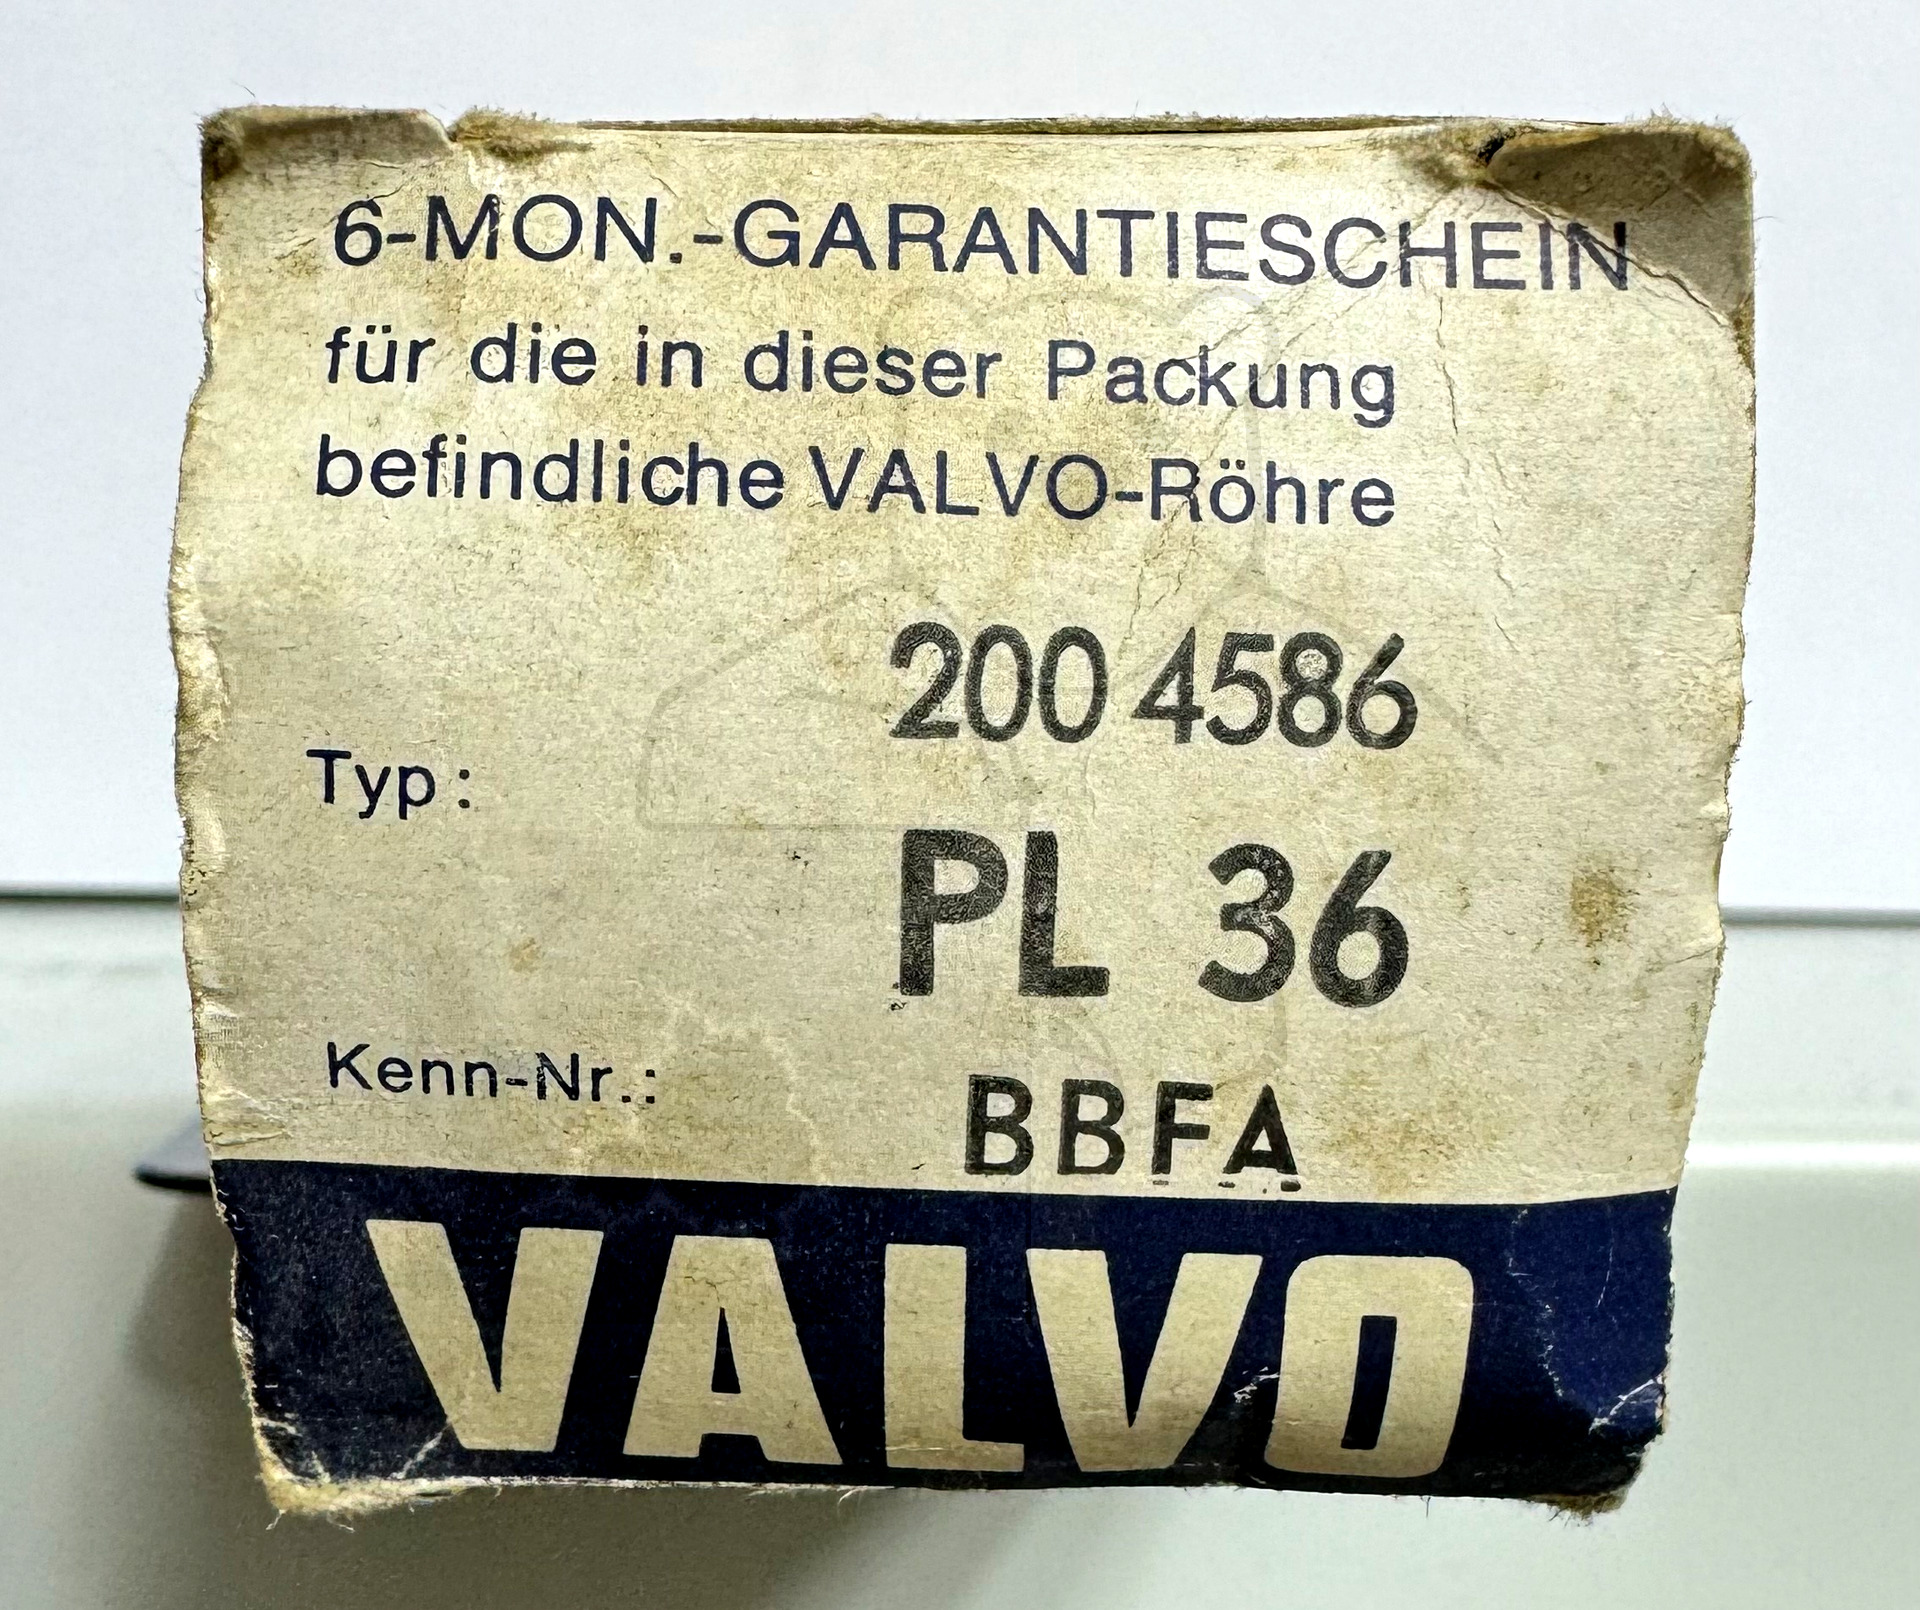 6-MON.-GARANTIESCHEIN
für die in dieser Packung
befindliche VALVO-Röhre
200 4586
Typ:
PL 36
Kenn-Nr.:
BBFA
VALVO